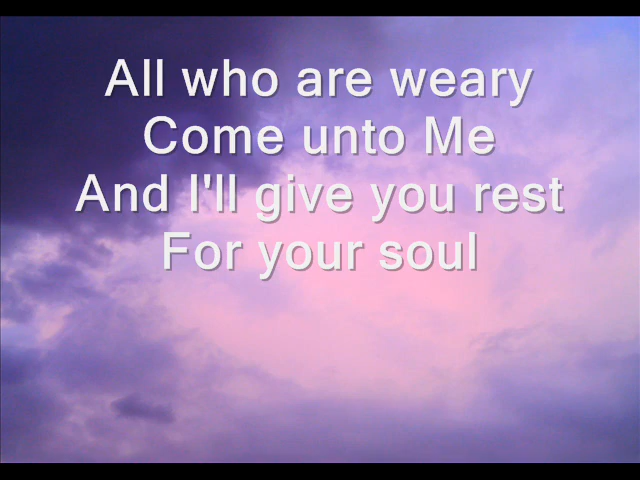 All who are weary
Come unto Me
And I'll give you rest
For your soul